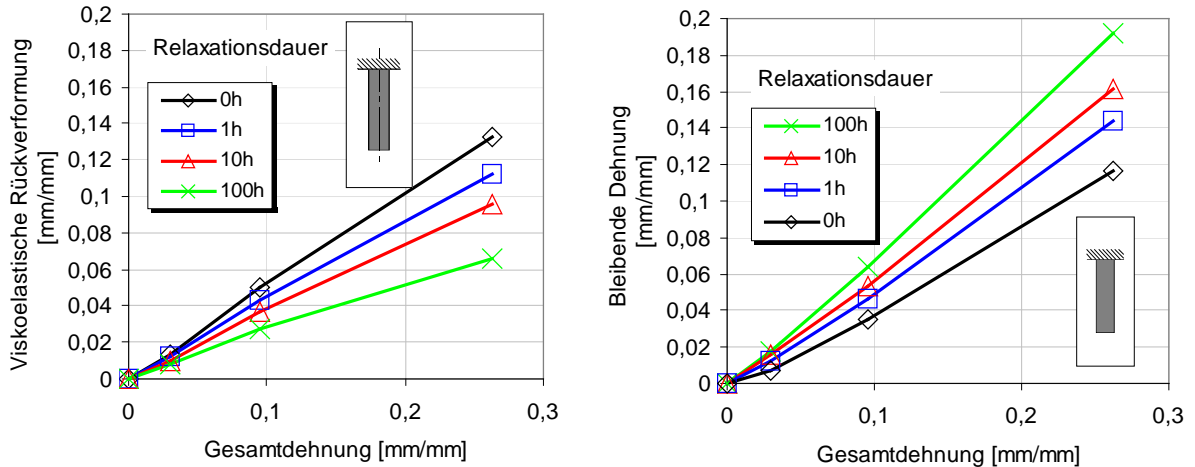 Viskoelastische Rückverformung
[mm/mm]
0,2
0,18
0,16
0,14
0,12
0,1
0,08
0,06
0,04
0,02
0
Relaxationsdauer
0h
1h
10h
100h
0
0,1
0,2
0,3
Gesamtdehnung [mm/mm]
Bleibende Dehnung
[mm/mm]
0,2
0,18
0,16
0,14
0,12
0,1
0,08
0,06
0,04
0,02
0
Relaxationsdauer
100h
10h
1h
0h
0
0,1
0,2
0,3
Gesamtdehnung [mm/mm]